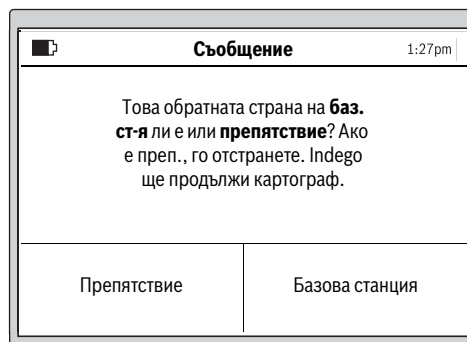 Съобщение 1:27pm
Това обратната страна на баз.
ст-я ли е или препятствие? Ако
е преп., го отстранете. Indego
ще продължи картограф.
Препятствие Базова станция